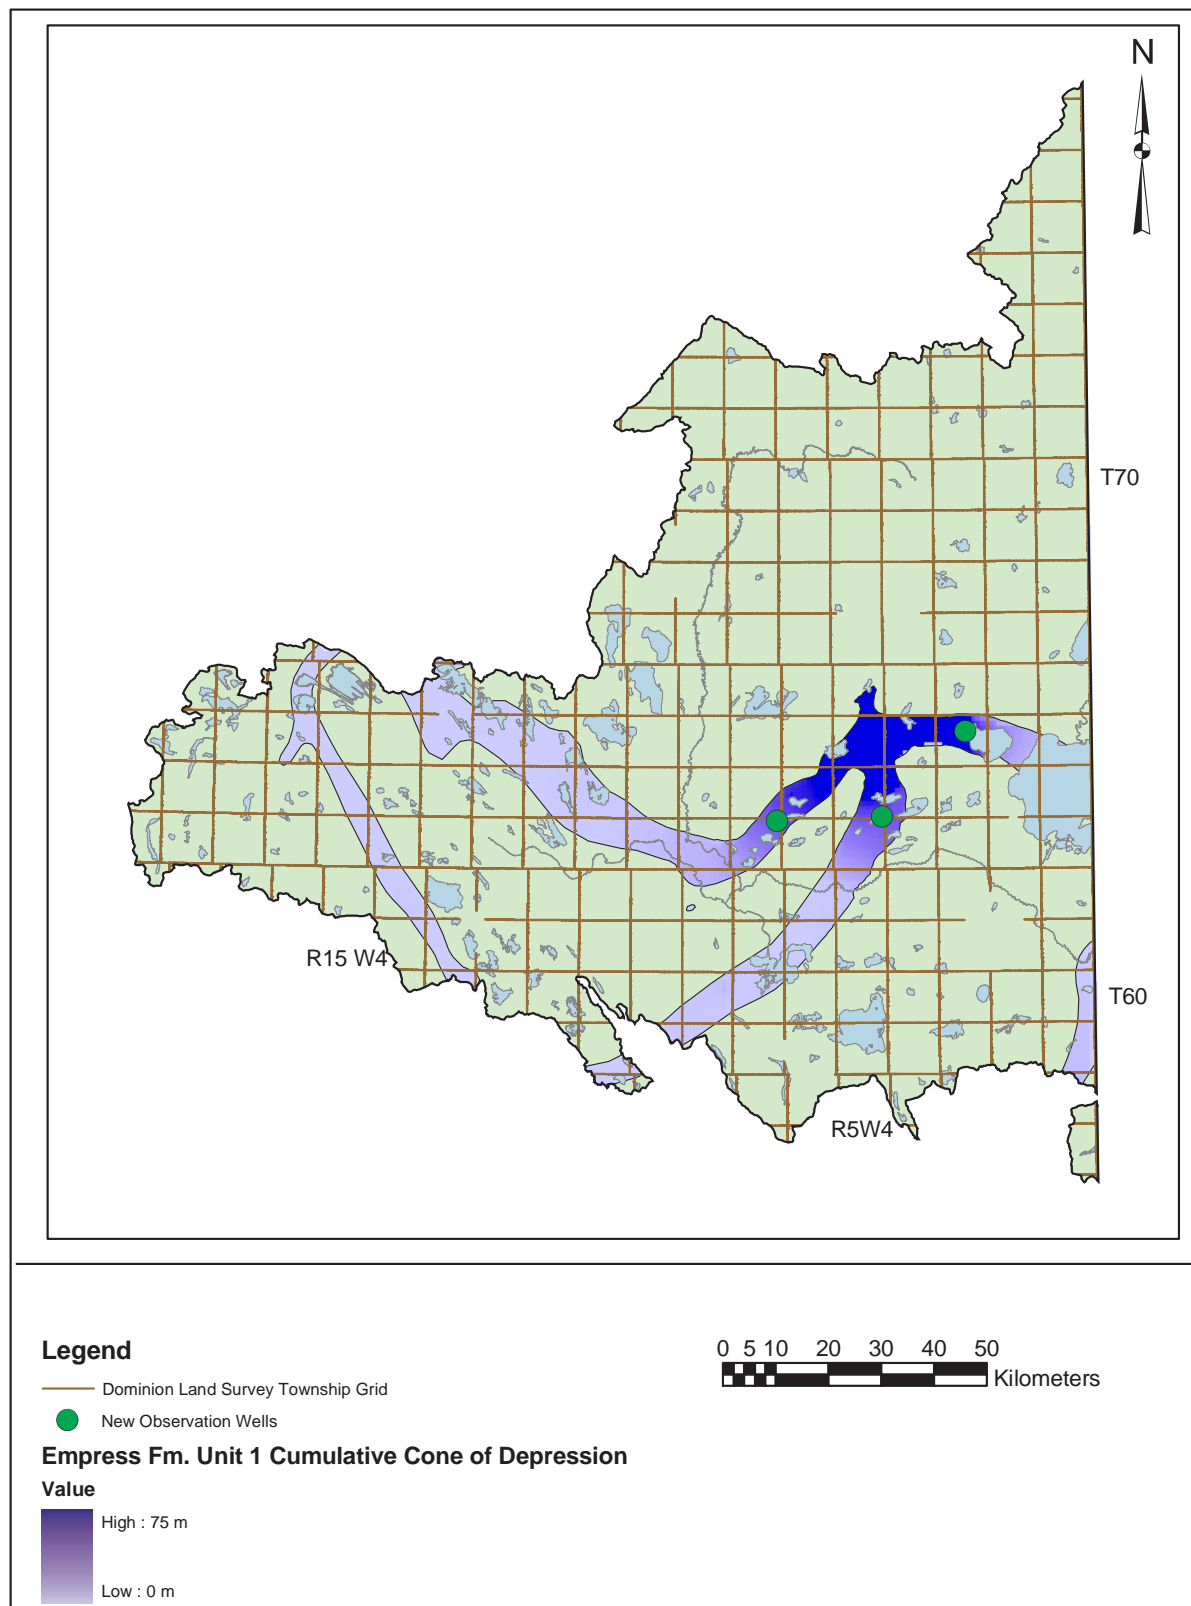 N
T70
R15 W4
T60
R5W4
Legend
Dominion Land Survey Township Grid
New Observation Wells
Empress Fm. Unit 1 Cumulative Cone of Depression
Value
High : 75 m
Low : 0 m
0 5 10 20 30 40 50
Kilometers